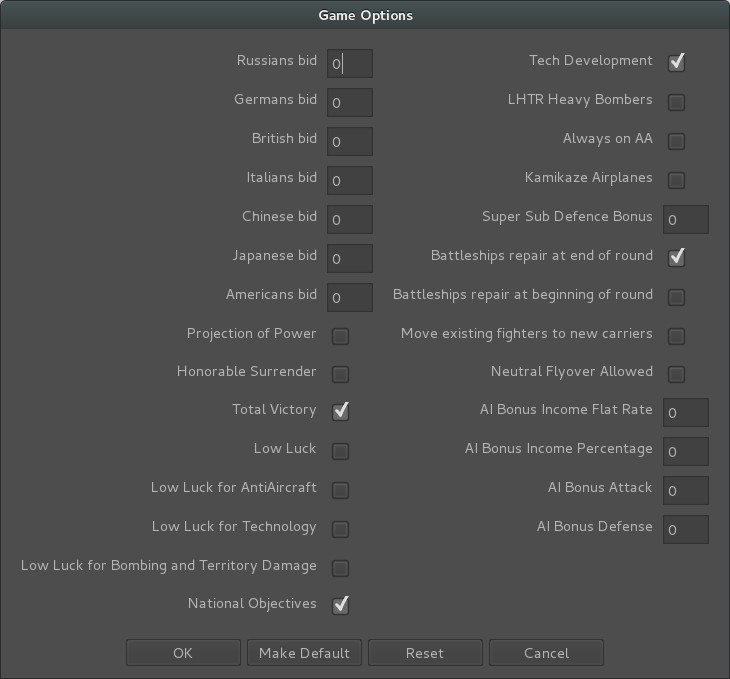 Game Options
Russians bid 0 Tech Development
Germans bid 0 LHTR Heavy Bombers
British bid 0 Always on AA
Italians bid 0 Kamikaze Airplanes
Chinese bid 0 Super Sub Defence Bonus 0
Japanese bid 0 Battleships repair at end of round
Americans bid 0 Battleships repair at beginning of round
Projection of Power Move existing fighters to new carriers
Honorable Surrender Neutral Flyover Allowed
Total Victory AI Bonus Income Flat Rate 0
Low Luck AI Bonus Income Percentage 0
Low Luck for AntiAircraft AI Bonus Attack 0
Low Luck for Technology AI Bonus Defense 0
Low Luck for Bombing and Territory Damage
National Objectives
OK Make Default Reset Cancel